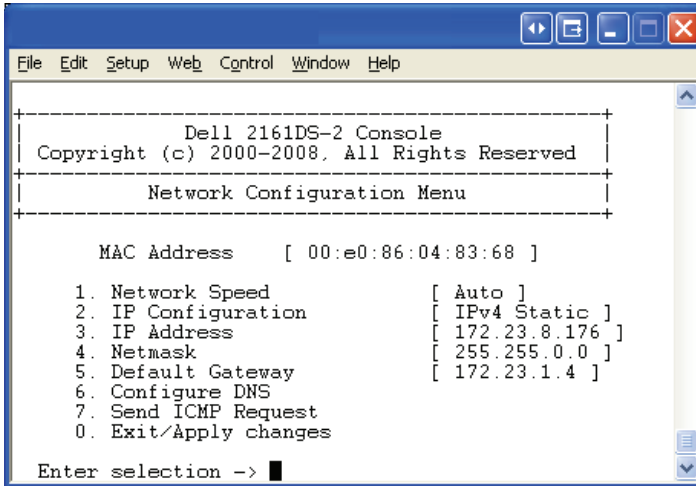 File Edit Setup Web Control Window Help
+--------------------------------------------------+
| Dell 2161DS-2 Console |
| Copyright (c) 2000-2008, All Rights Reserved |
+--------------------------------------------------+
| Network Configuration Menu |
+--------------------------------------------------+
MAC Address [ 00:e0:86:04:83:68 ]
1. Network Speed [ Auto ]
2. IP Configuration [ IPv4 Static ]
3. IP Address [ 172.23.8.176 ]
4. Netmask [ 255.255.0.0 ]
5. Default Gateway [ 172.23.1.4 ]
6. Configure DNS
7. Send ICMP Request
0. Exit/Apply changes
Enter selection ->